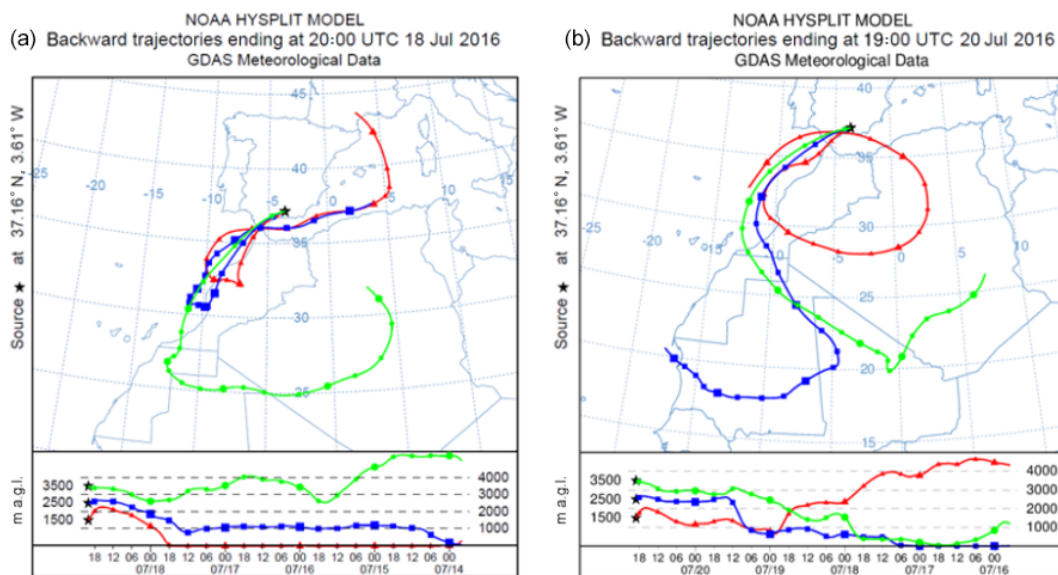 NOAA HYSPLIT MODEL
(a) Backward trajectories ending at 20:00 UTC 18 Jul 2016
GDAS Meteorological Data
Source ★ at 37.16° N, 3.61° W
45
40
35
30
25
-25
-20
-15
-10
-5
0
5
10
15
m a.g.l.
3500
2500
1500
4000
3000
2000
1000
18 12 06 00 18 12 06 00 18 12 06 00 18 12 06 00 18 12 06 00
07/18 07/17 07/16 07/15 07/14
NOAA HYSPLIT MODEL
(b) Backward trajectories ending at 19:00 UTC 20 Jul 2016
GDAS Meteorological Data
Source ★ at 37.16° N, 3.61° W
40
35
30
25
20
15
-20
-15
-10
-5
0
5
10
m a.g.l.
3500
2500
1500
4000
3000
2000
1000
18 12 06 00 18 12 06 00 18 12 06 00 18 12 06 00 18 12 06 00
07/20 07/19 07/18 07/17 07/16